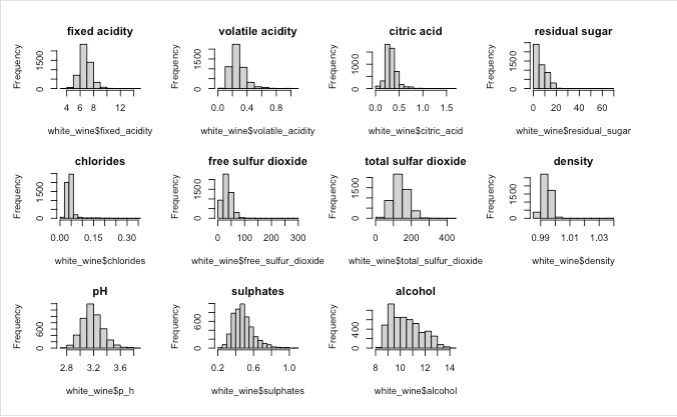 fixed acidity
Frequency
0 1500
4 6 8 12
white_wine$fixed_acidity
volatile acidity
Frequency
0 1500
0.0 0.4 0.8
white_wine$volatile_acidity
citric acid
Frequency
0 1000
0.0 0.5 1.0 1.5
white_wine$citric_acid
residual sugar
Frequency
0 1500
0 20 40 60
white_wine$residual_sugar
chlorides
Frequency
0 1500
0.00 0.15 0.30
white_wine$chlorides
free sulfur dioxide
Frequency
0 1500
0 100 200 300
white_wine$free_sulfur_dioxide
total sulfar dioxide
Frequency
0 1500
0 200 400
white_wine$total_sulfur_dioxide
density
Frequency
0 1500
0.99 1.01 1.03
white_wine$density
pH
Frequency
0 600
2.8 3.2 3.6
white_wine$p_h
sulphates
Frequency
0 600
0.2 0.6 1.0
white_wine$sulphates
alcohol
Frequency
0 400
8 10 12 14
white_wine$alcohol